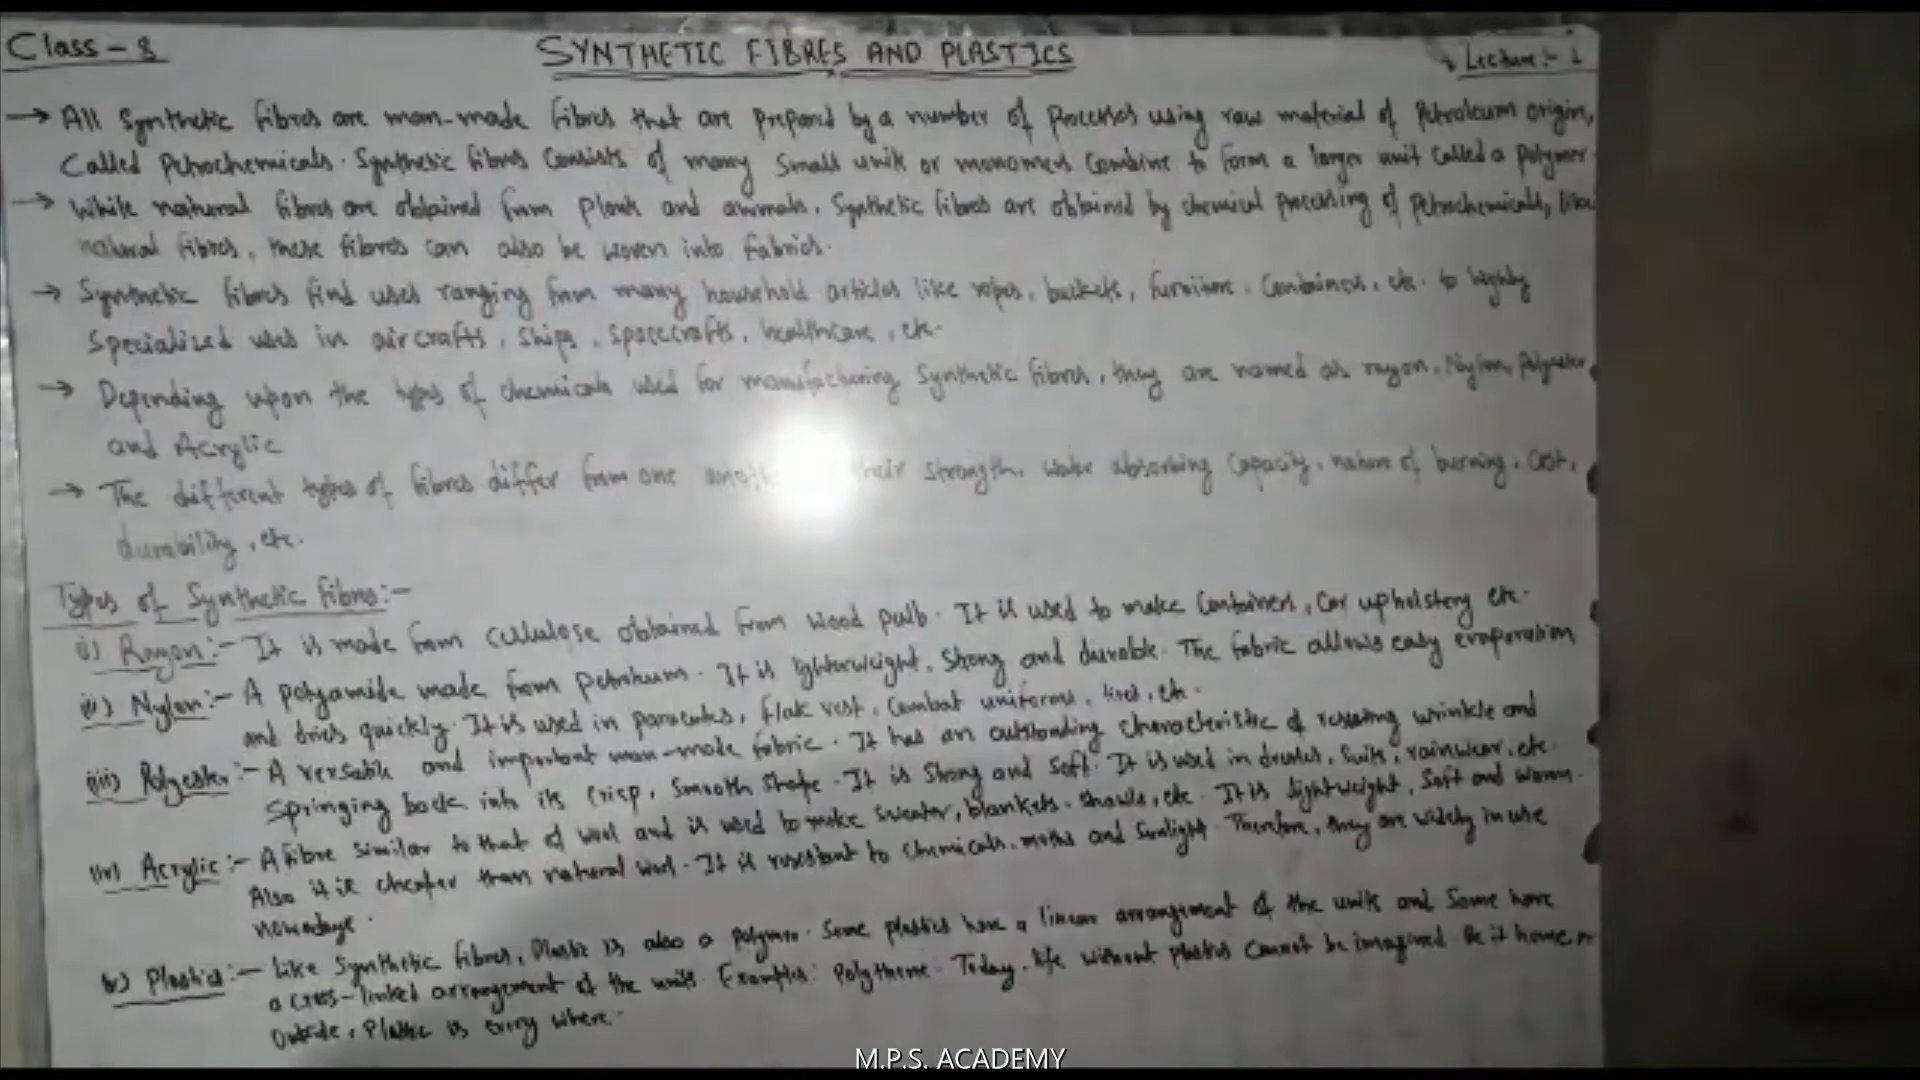 Class - 8
SYNTHETIC FIBRES AND PLASTICS
Lecture:- 1
→ All Synthetic fibres are man-made fibres that are prepared by a number of Processes using raw material of Petroleum origin,
Called Petrochemicals. Synthetic fibres Consists of many Small units or monomers Combine to form a larger unit Called a polymer
→ While natural fibres are obtained from plants and animals, Synthetic fibres are obtained by chemical processing of Petrochemicals, like
natural fibres, these fibres can also be woven into fabrics.
→ Synthetic fibres find uses ranging from many household articles like ropes, buckets, furniture, Containers, etc. to highly
Specialized uses in aircrafts, ships, spacecrafts, healthcare, etc.
→ Depending upon the types of chemicals used for manufacturing Synthetic fibres, they are named as rayon, Nylon, Polyester
and Acrylic
→ The different types of fibres differ from one their strength, water absorbing Capacity, nature of burning, Cost,
durability, etc.
Types of Synthetic fibres:-
(i) Rayon:- It is made from cellulose obtained from wood pulb. It is used to make Containers, Car upholstery etc.
(ii) Nylon:- A polyamide made from petroleum. It is lighterweight, Strong and durable. The fabric allows easy evaporation
and dries quickly. It is used in paracutes, flak vest, Combat uniforms, tires, etc.
(iii) Polyester:- A versatile and important man-made fabric. It has an outstanding characteristic of resisting wrinkle and
Springing back into its Crisp, Smooth Shape. It is Strong and Soft. It is used in dresses, Suits, rainwear, etc.
(iv) Acrylic:- A fibre similar to that of wool and is used to make Sweater, blankets, Shawls, etc. It is lightweight, Soft and Warm.
Also it is cheaper than natural wool. It is resistant to chemicals, moths and Sunlight. Therefore, they are widely in use
nowadays.
(v) Plastics:- Like Synthetic fibres, Plastic is also a polymer. Some plastics have a linear arrangement of the units and Some have
a Cross-linked arrangement of the units. Examples: Polythene. Today, life without plastics Cannot be imagined. Be it home, or
Outside, Plastic is every where.
M.P.S. ACADEMY